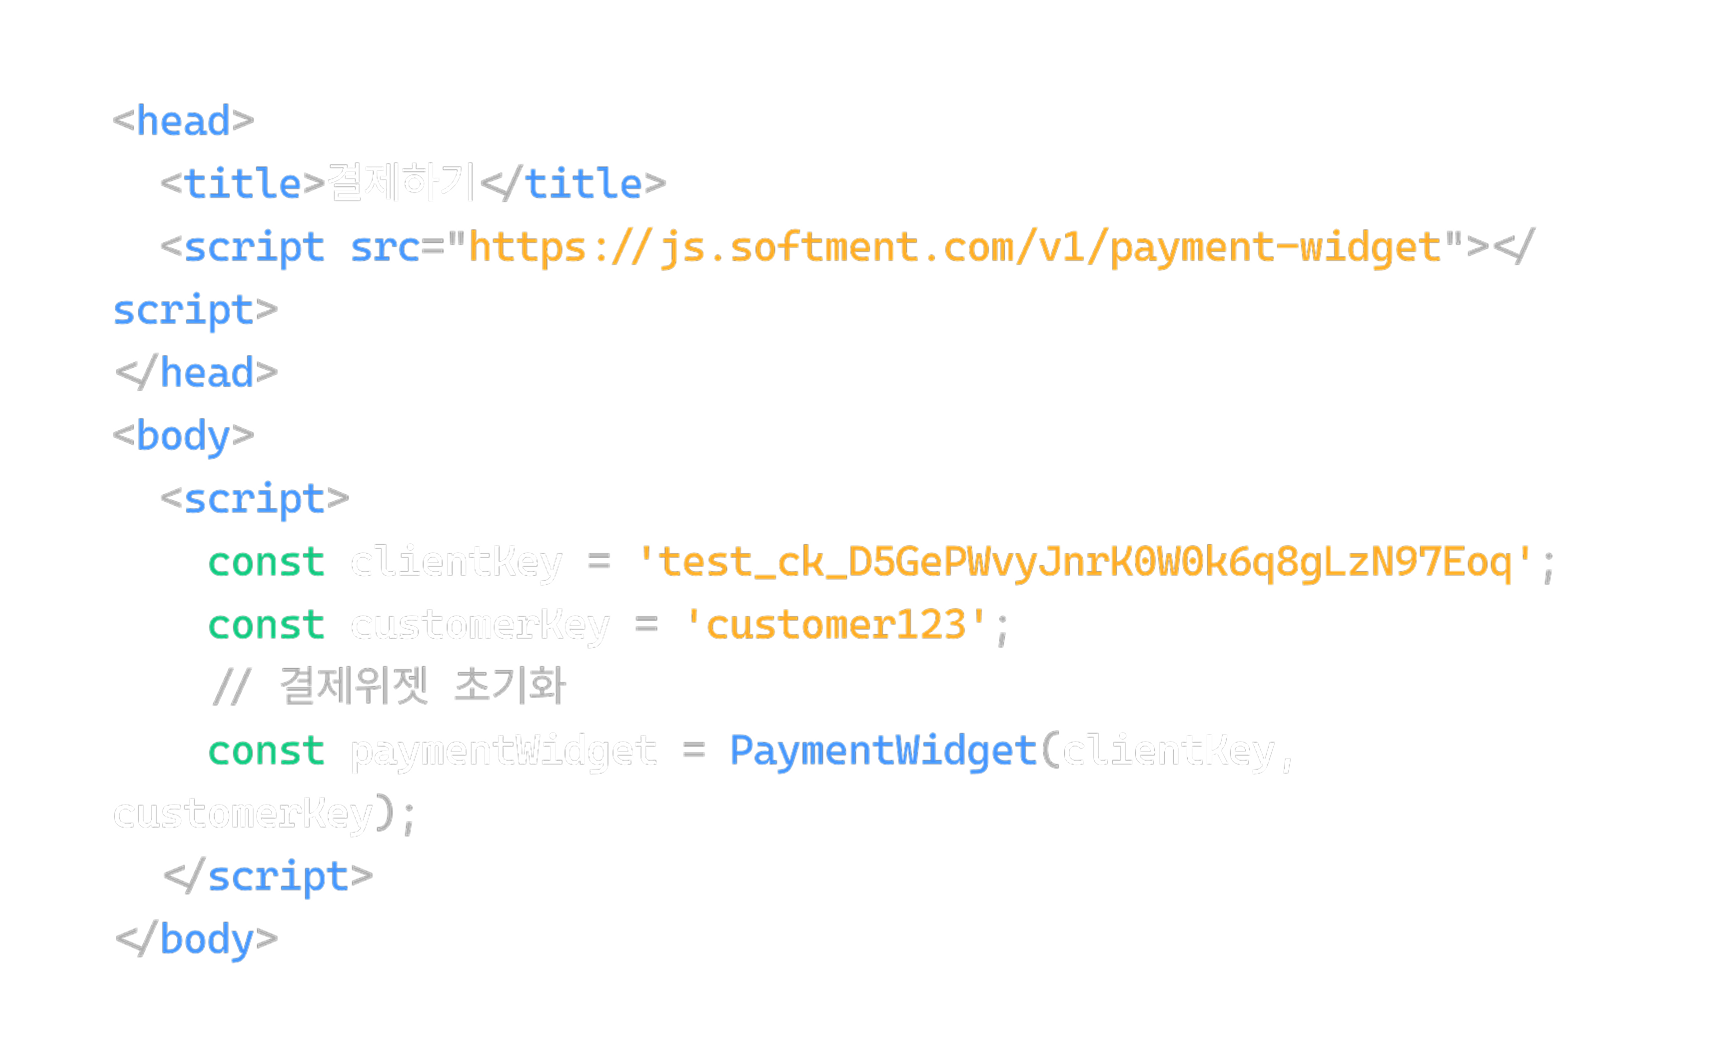 <head>
  <title>결제하기</title>
  <script src="https://js.softment.com/v1/payment-widget"></
script>
</head>
<body>
  <script>
    const clientKey = 'test_ck_D5GePWvyJnrK0W0k6q8gLzN97Eoq';
    const customerKey = 'customer123';
    // 결제위젯 초기화
    const paymentWidget = PaymentWidget(clientKey,
customerKey);
  </script>
</body>